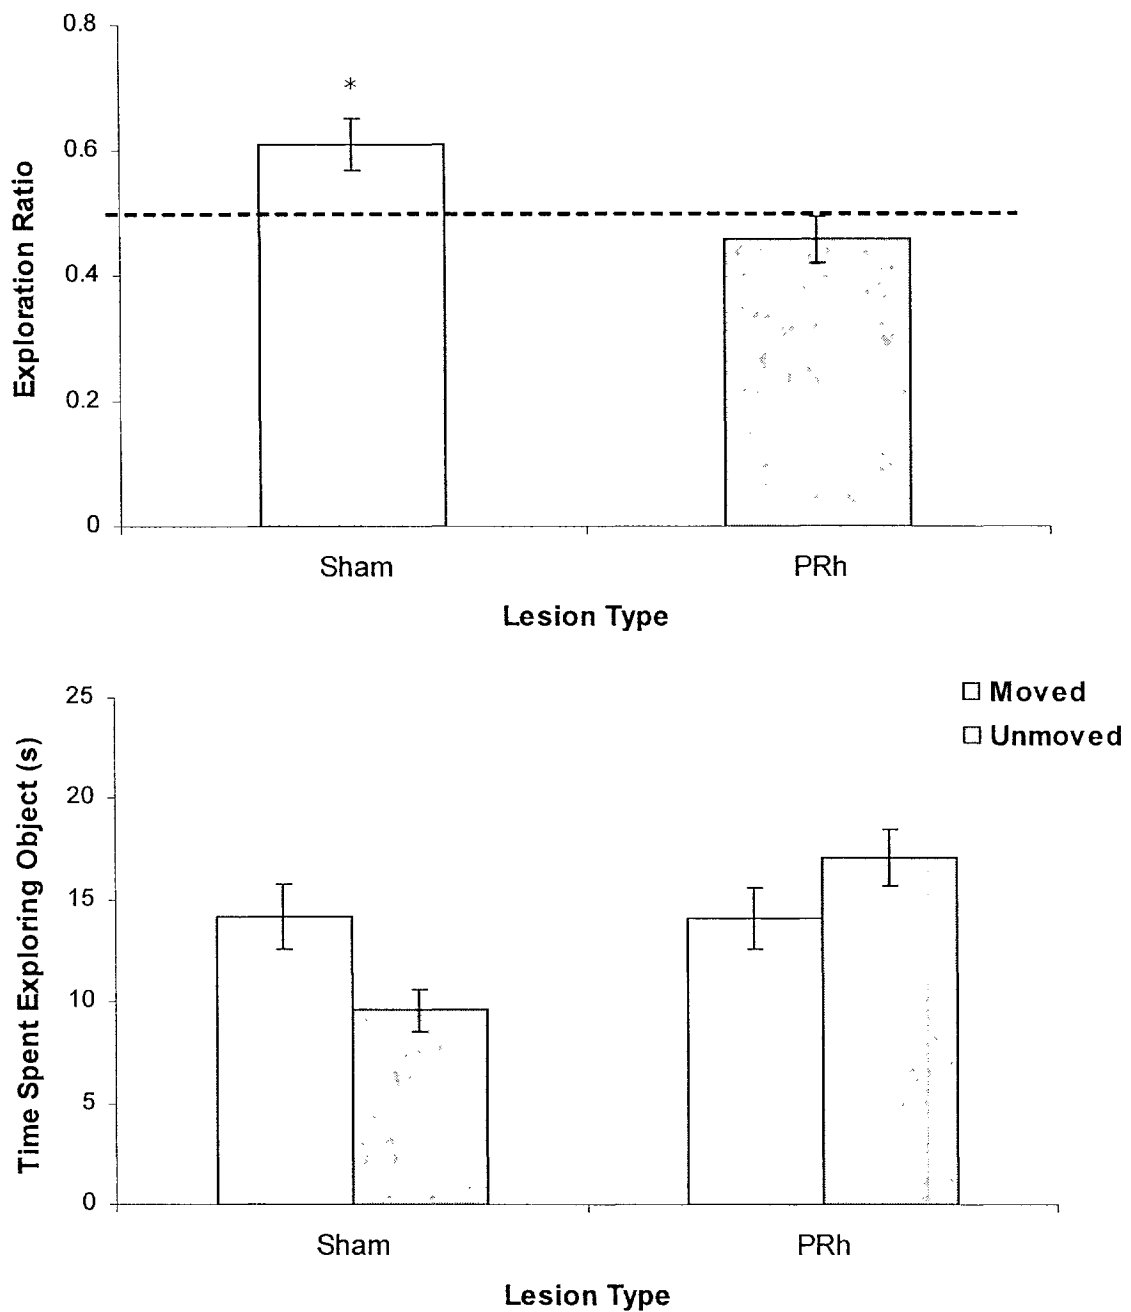 0.8
*
0.6
0.4
0.2
0
Exploration Ratio
Sham PRh
Lesion Type
25
20
15
10
5
0
Time Spent Exploring Object (s)
Moved
Unmoved
Sham PRh
Lesion Type